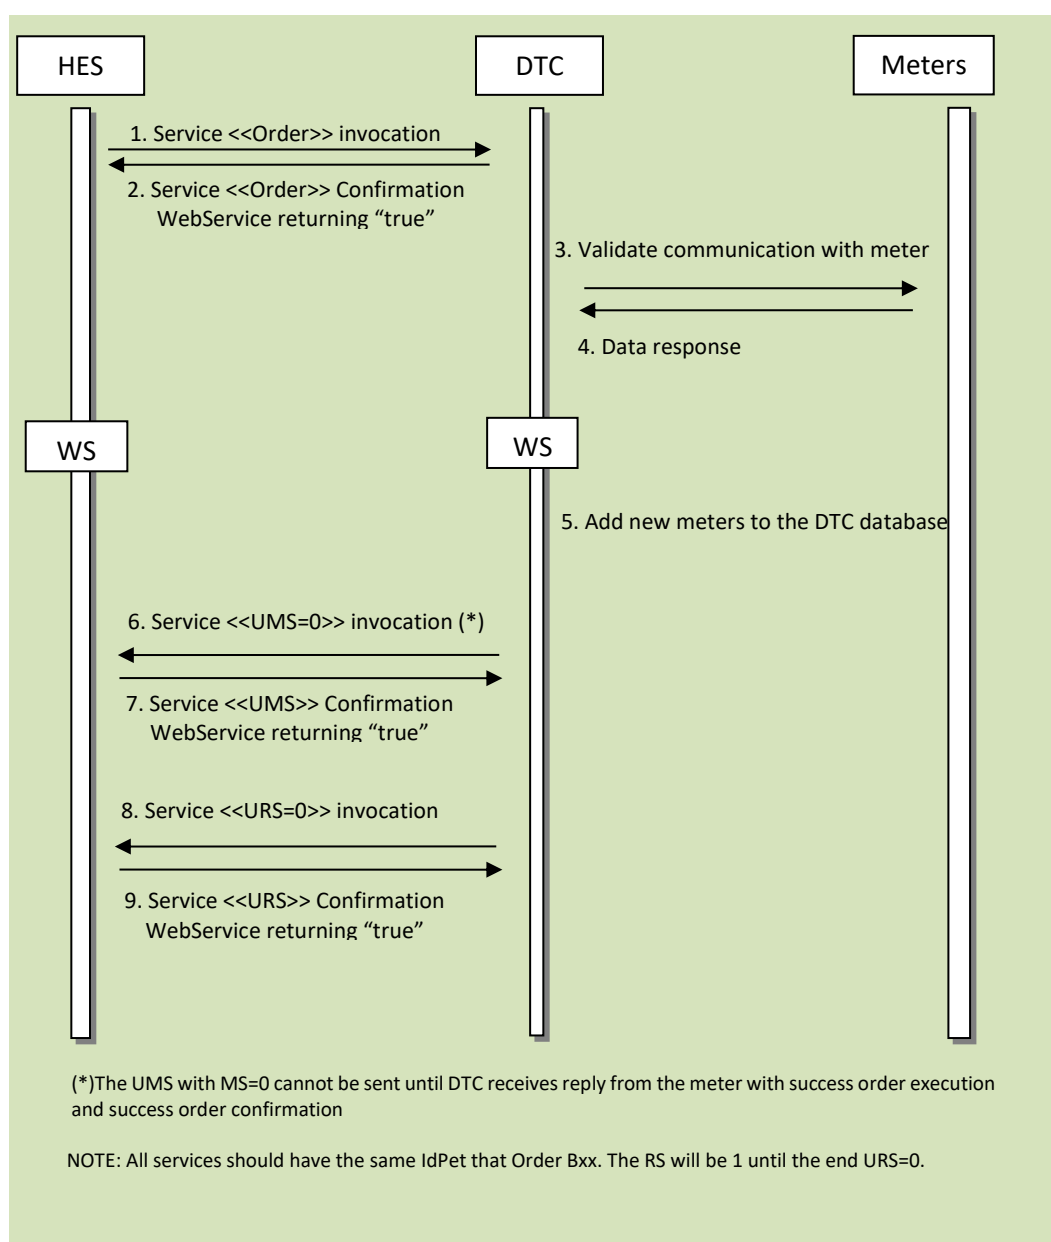 HES
DTC
Meters
1. Service <<Order>> invocation
2. Service <<Order>> Confirmation
WebService returning “true”
3. Validate communication with meter
4. Data response
WS
WS
5. Add new meters to the DTC database
6. Service <<UMS=0>> invocation (*)
7. Service <<UMS>> Confirmation
WebService returning “true”
8. Service <<URS=0>> invocation
9. Service <<URS>> Confirmation
WebService returning “true”
(*)The UMS with MS=0 cannot be sent until DTC receives reply from the meter with success order execution
and success order confirmation
NOTE: All services should have the same IdPet that Order Bxx. The RS will be 1 until the end URS=0.